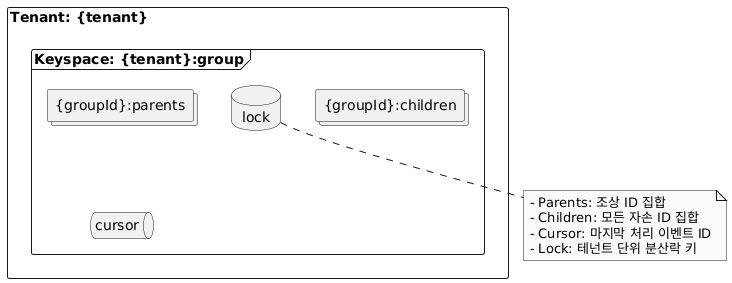 Tenant: {tenant}
Keyspace: {tenant}:group
{groupId}:parents
lock
{groupId}:children
cursor
- Parents: 조상 ID 집합
- Children: 모든 자손 ID 집합
- Cursor: 마지막 처리 이벤트 ID
- Lock: 테넌트 단위 분산락 키